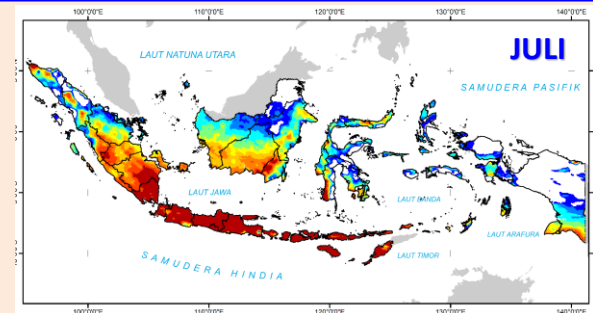 100°0'0"E 110°0'0"E 120°0'0"E 130°0'0"E 140°0'0"E
JULI
LAUT NATUNA UTARA
SAMUDERA PASIFIK
LAUT JAWA
LAUT BANDA
LAUT ARAFURA
LAUT TIMOR
SAMUDERA HINDIA
100°0'0"E 110°0'0"E 120°0'0"E 130°0'0"E 140°0'0"E